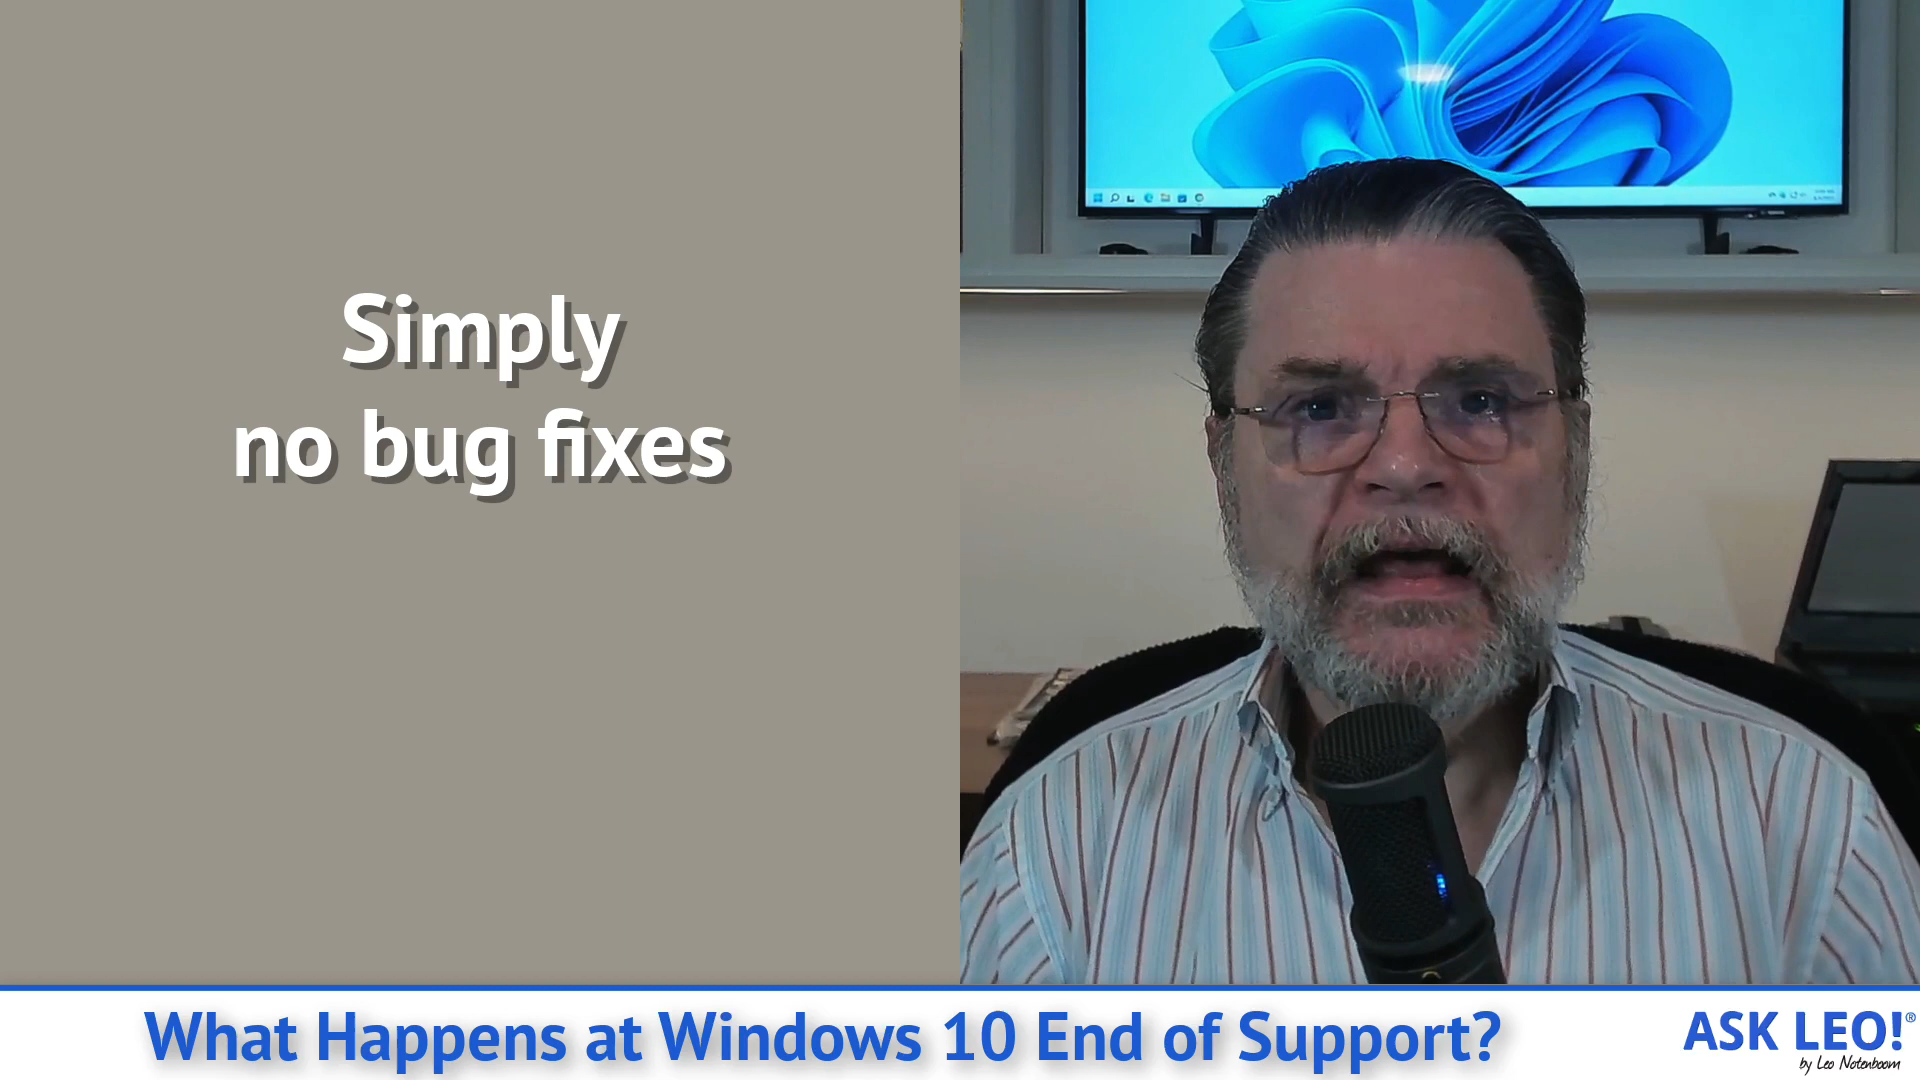 Simply
no bug fixes
What Happens at Windows 10 End of Support?
ASK LEO!®
by Leo Notenboom